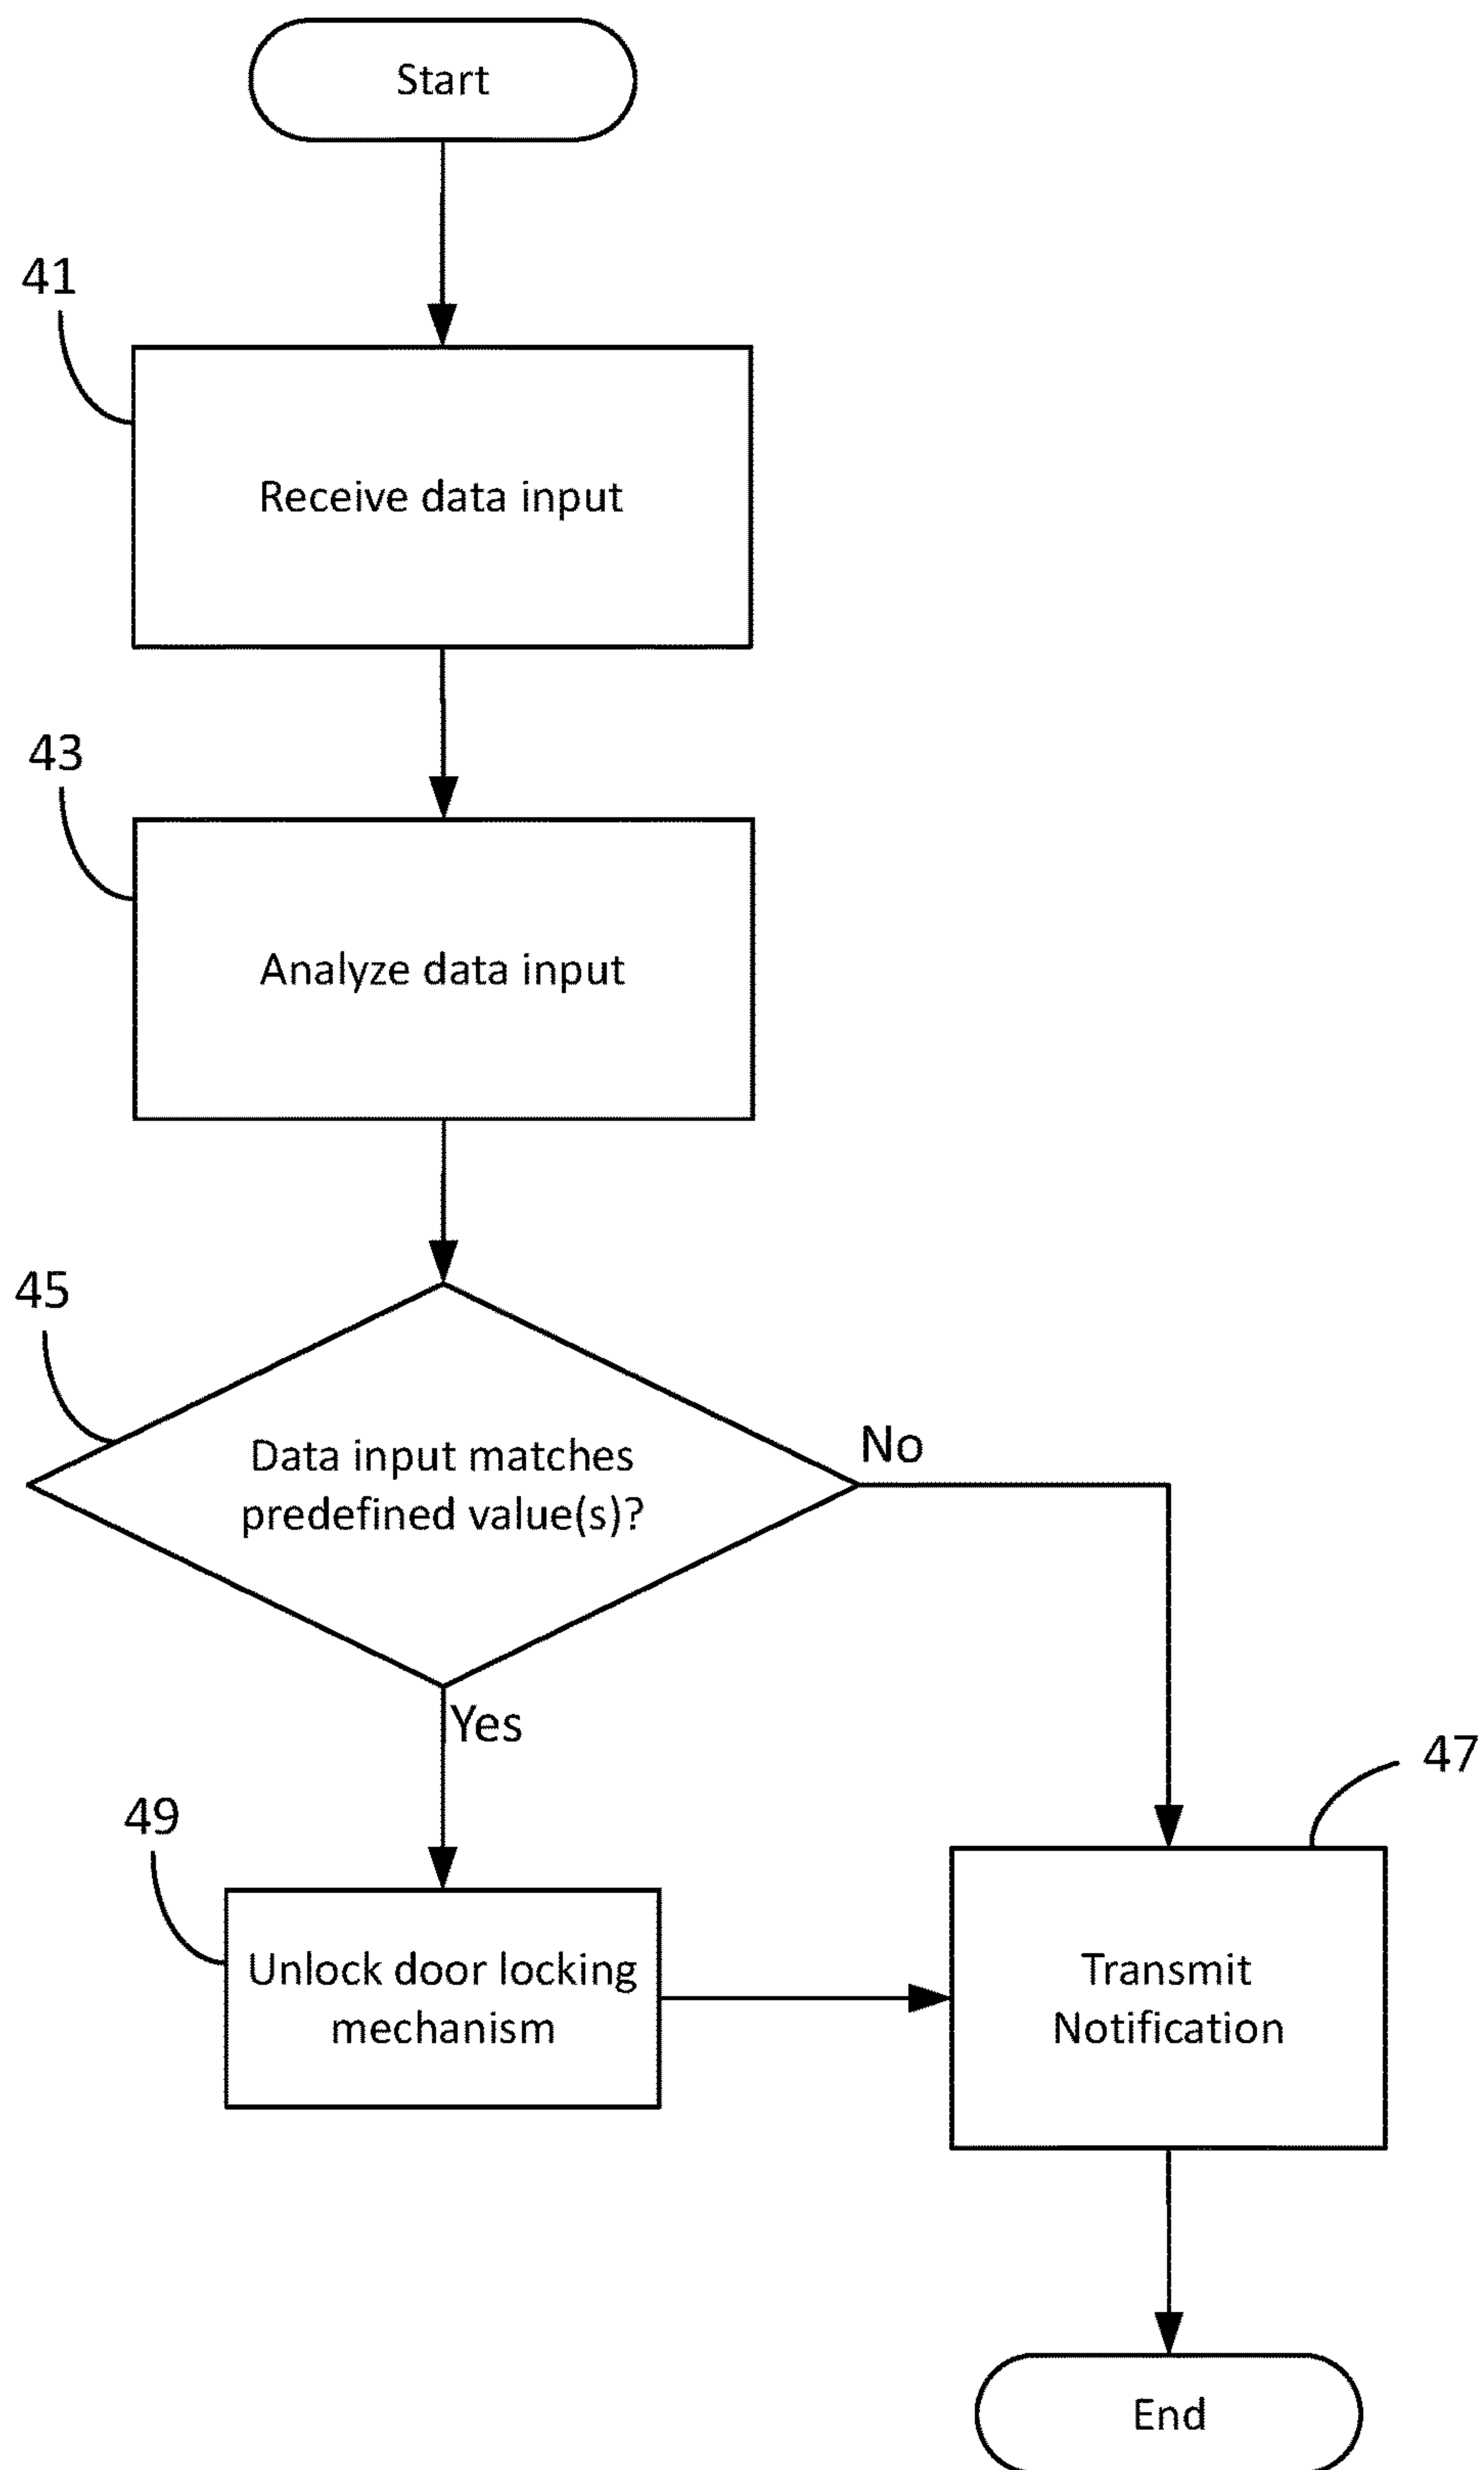 Start
41
Receive data input
43
Analyze data input
45
Data input matches
predefined value(s)?
No
Yes
47
49
Unlock door locking
mechanism
Transmit
Notification
End